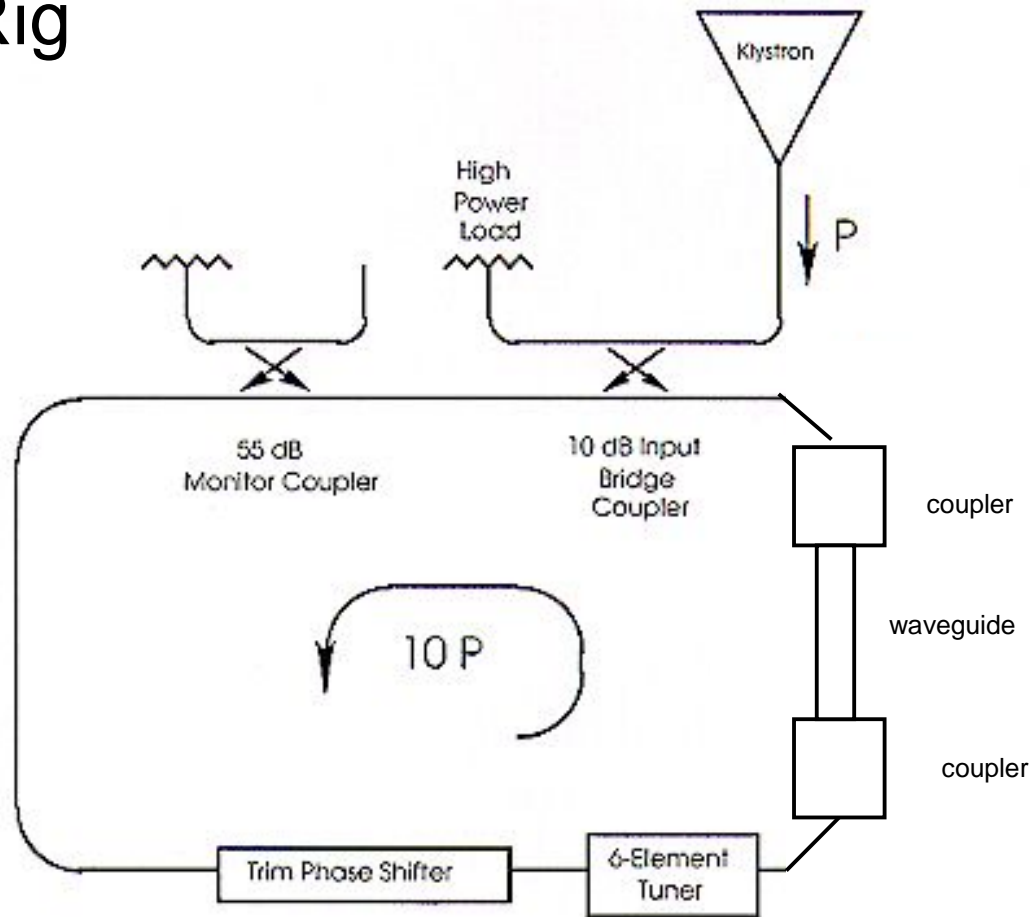 Rig
Klystron
High
Power
Load
P
55 dB
Monitor Coupler
10 dB Input
Bridge
Coupler
coupler
waveguide
10 P
coupler
Trim Phase Shifter
6-Element
Tuner